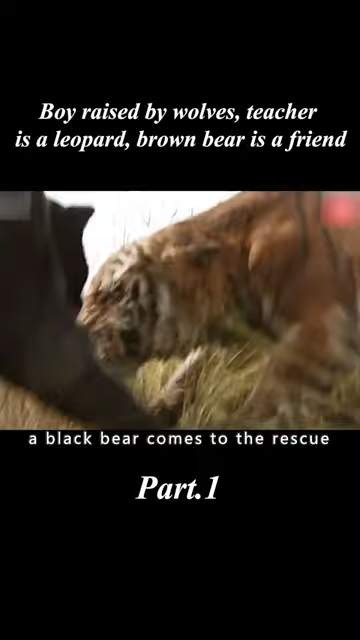 Boy raised by wolves, teacher
is a leopard, brown bear is a friend
a black bear comes to the rescue
Part.1